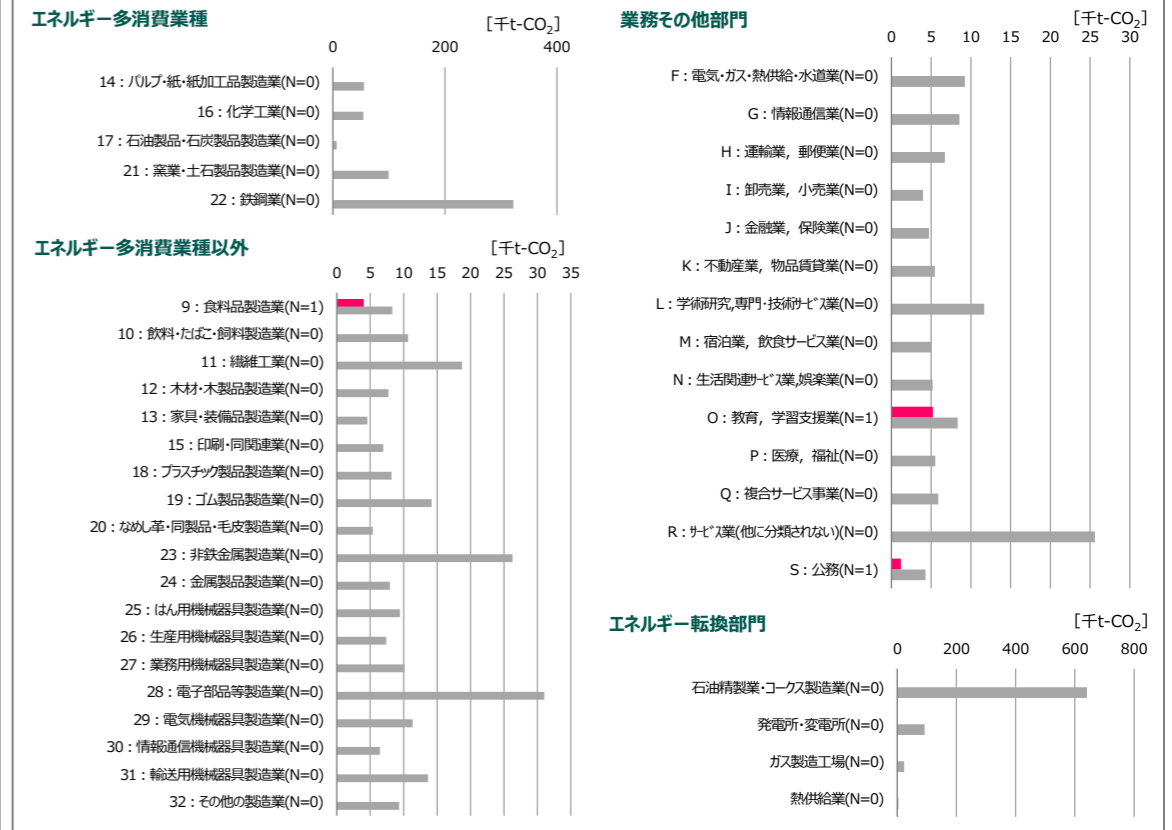 エネルギー多消費業種
[千t-CO2]
0 200 400
14：パルプ・紙・紙加工品製造業(N=0)
16：化学工業(N=0)
17：石油製品・石炭製品製造業(N=0)
21：窯業・土石製品製造業(N=0)
22：鉄鋼業(N=0)
エネルギー多消費業種以外
[千t-CO2]
0 5 10 15 20 25 30 35
9：食料品製造業(N=1)
10：飲料・たばこ・飼料製造業(N=0)
11：繊維工業(N=0)
12：木材・木製品製造業(N=0)
13：家具・装備品製造業(N=0)
15：印刷・同関連業(N=0)
18：プラスチック製品製造業(N=0)
19：ゴム製品製造業(N=0)
20：なめし革・同製品・毛皮製造業(N=0)
23：非鉄金属製造業(N=0)
24：金属製品製造業(N=0)
25：はん用機械器具製造業(N=0)
26：生産用機械器具製造業(N=0)
27：業務用機械器具製造業(N=0)
28：電子部品等製造業(N=0)
29：電気機械器具製造業(N=0)
30：情報通信機械器具製造業(N=0)
31：輸送用機械器具製造業(N=0)
32：その他の製造業(N=0)
業務その他部門
[千t-CO2]
0 5 10 15 20 25 30
F：電気・ガス・熱供給・水道業(N=0)
G：情報通信業(N=0)
H：運輸業，郵便業(N=0)
I：卸売業，小売業(N=0)
J：金融業，保険業(N=0)
K：不動産業，物品賃貸業(N=0)
L：学術研究,専門・技術サービス業(N=0)
M：宿泊業，飲食サービス業(N=0)
N：生活関連サービス業,娯楽業(N=0)
O：教育，学習支援業(N=1)
P：医療，福祉(N=0)
Q：複合サービス事業(N=0)
R：サービス業(他に分類されない)(N=0)
S：公務(N=1)
エネルギー転換部門
[千t-CO2]
0 200 400 600 800
石油精製業・コークス製造業(N=0)
発電所・変電所(N=0)
ガス製造工場(N=0)
熱供給業(N=0)